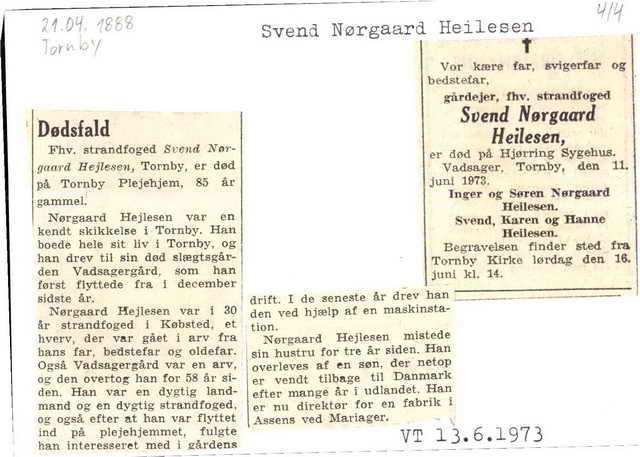 21.04. 1888
Tornby
Svend Nørgaard Heilesen
4/4
Dødsfald
Fhv. strandfoged Svend Nør-
gaard Hejlesen, Tornby, er død
på Tornby Plejehjem, 85 år
gammel.
Nørgaard Hejlesen var en
kendt skikkelse i Tornby. Han
boede hele sit liv i Tornby, og
han drev til sin død slægtsgår-
den Vadsagergård, som han
først flyttede fra i december
sidste år.
Nørgaard Hejlesen var i 30
år strandfoged i Købsted, et
hverv, der var gået i arv fra
hans far, bedstefar og oldefar.
Også Vadsagergård var en arv,
og den overtog han for 58 år si-
den. Han var en dygtig land-
mand og en dygtig strandfoged,
og også efter at han var flyttet
ind på plejehjemmet, fulgte
han interesseret med i gårdens
drift. I de seneste år drev han
den ved hjælp af en maskinsta-
tion.
Nørgaard Hejlesen mistede
sin hustru for tre år siden. Han
overleves af en søn, der netop
er vendt tilbage til Danmark
efter mange år i udlandet. Han
er nu direktør for en fabrik i
Assens ved Mariager.
Vor kære far, svigerfar og
bedstefar,
gårdejer, fhv. strandfoged
Svend Nørgaard
Heilesen,
er død på Hjørring Sygehus.
Vadsager, Tornby, den 11.
juni 1973.
Inger og Søren Nørgaard
Heilesen.
Svend, Karen og Hanne
Heilesen.
Begravelsen finder sted fra
Tornby Kirke lørdag den 16.
juni kl. 14.
VT 13.6.1973